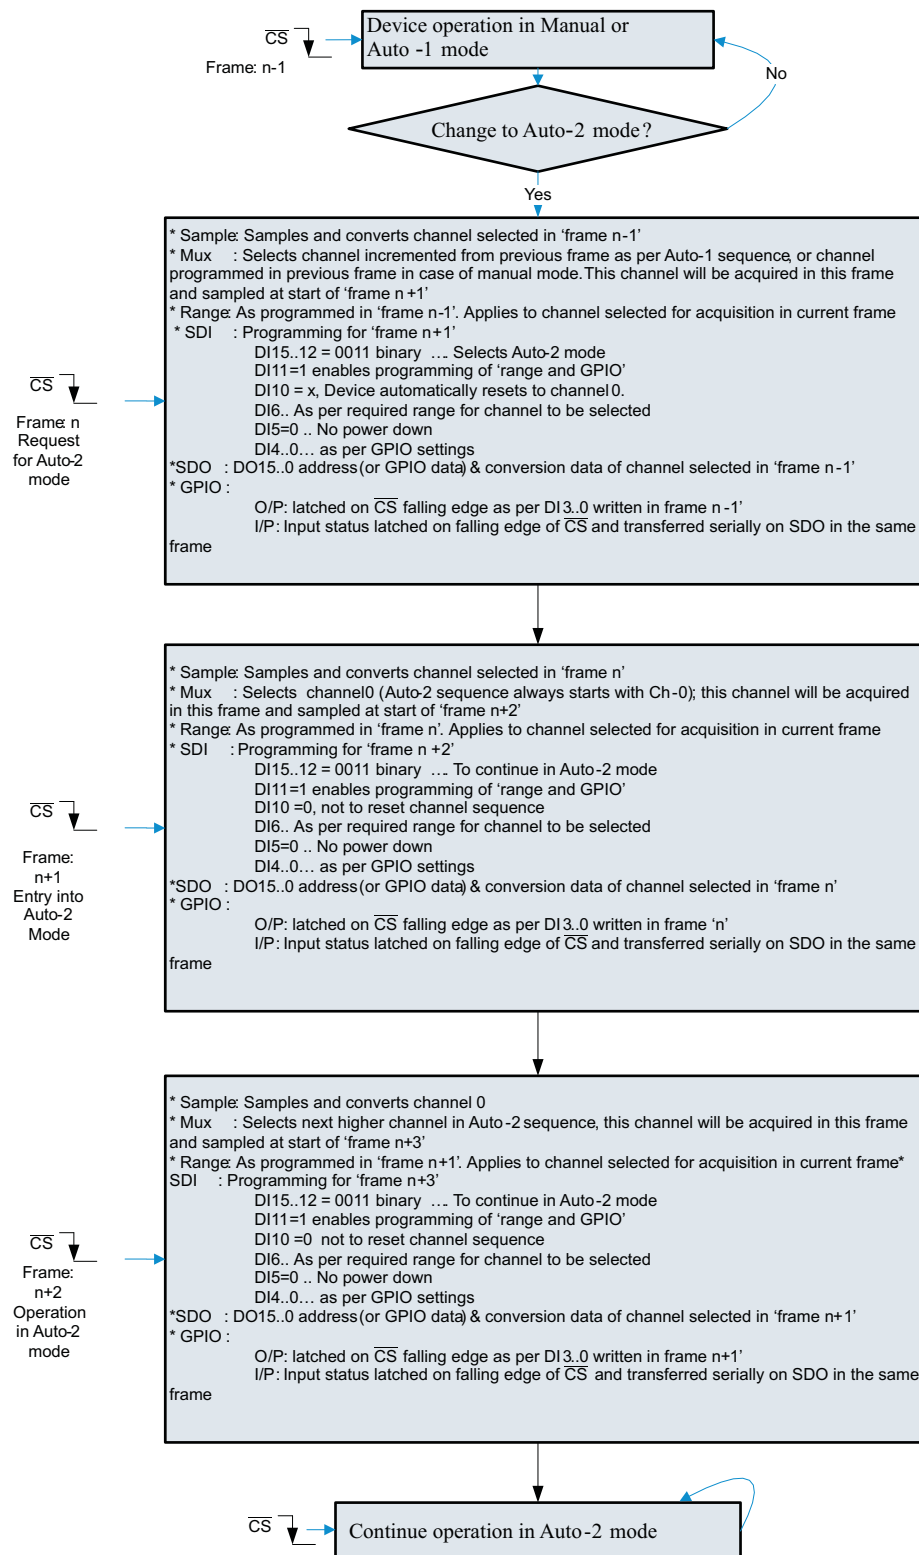 Device operation in Manual or
Auto -1 mode
CS
Frame: n-1
No
Change to Auto-2 mode?
Yes
* Sample: Samples and converts channel selected in ‘frame n-1’
* Mux : Selects channel incremented from previous frame as per Auto-1 sequence, or channel
programmed in previous frame in case of manual mode. This channel will be acquired in this frame
and sampled at start of ‘frame n+1’
* Range: As programmed in ‘frame n-1’. Applies to channel selected for acquisition in current frame
* SDI : Programming for ‘frame n+1’
DI15..12 = 0011 binary …. Selects Auto-2 mode
DI11=1 enables programming of ‘range and GPIO’
DI10 = x, Device automatically resets to channel 0.
DI6.. As per required range for channel to be selected
DI5=0 .. No power down
DI4..0… as per GPIO settings
*SDO : DO15..0 address (or GPIO data) & conversion data of channel selected in ‘frame n-1’
* GPIO :
O/P: latched on CS falling edge as per DI3..0 written in frame n-1’
I/P: Input status latched on falling edge of CS and transferred serially on SDO in the same
frame
CS
Frame: n
Request
for Auto-2
mode
* Sample: Samples and converts channel selected in ‘frame n’
* Mux : Selects channel0 (Auto-2 sequence always starts with Ch-0); this channel will be acquired
in this frame and sampled at start of ‘frame n+2’
* Range: As programmed in ‘frame n’. Applies to channel selected for acquisition in current frame
* SDI : Programming for ‘frame n +2’
DI15..12 = 0011 binary …. To continue in Auto-2 mode
DI11=1 enables programming of ‘range and GPIO’
DI10 =0, not to reset channel sequence
DI6.. As per required range for channel to be selected
DI5=0 .. No power down
DI4..0… as per GPIO settings
*SDO : DO15..0 address (or GPIO data) & conversion data of channel selected in ‘frame n’
* GPIO :
O/P: latched on CS falling edge as per DI3..0 written in frame ‘n’
I/P: Input status latched on falling edge of CS and transferred serially on SDO in the same
frame
CS
Frame:
n+1
Entry into
Auto-2
Mode
* Sample: Samples and converts channel 0
* Mux : Selects next higher channel in Auto-2 sequence, this channel will be acquired in this frame
and sampled at start of ‘frame n+3’
* Range: As programmed in ‘frame n+1’. Applies to channel selected for acquisition in current frame*
SDI : Programming for ‘frame n+3’
DI15..12 = 0011 binary …. To continue in Auto-2 mode
DI11=1 enables programming of ‘range and GPIO’
DI10 =0 not to reset channel sequence
DI6.. As per required range for channel to be selected
DI5=0 .. No power down
DI4..0… as per GPIO settings
*SDO : DO15..0 address (or GPIO data) & conversion data of channel selected in ‘frame n+1’
* GPIO :
O/P: latched on CS falling edge as per DI3..0 written in frame n+1’
I/P: Input status latched on falling edge of CS and transferred serially on SDO in the same
frame
CS
Frame:
n+2
Operation
in Auto-2
mode
CS
Continue operation in Auto-2 mode